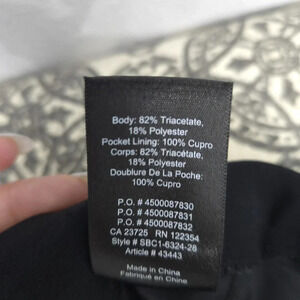 Body: 82% Triacetate,
18% Polyester
Pocket Lining: 100% Cupro
Corps: 82% Triacétate,
18% Polyester
Doublure De La Poche:
100% Cupro
P.O. # 4500087830
P.O. # 4500087831
P.O. # 4500087832
CA 23725 RN 122354
Style # SBC1-6324-28
Article # 43443
Made in China
Fabriqué en Chine